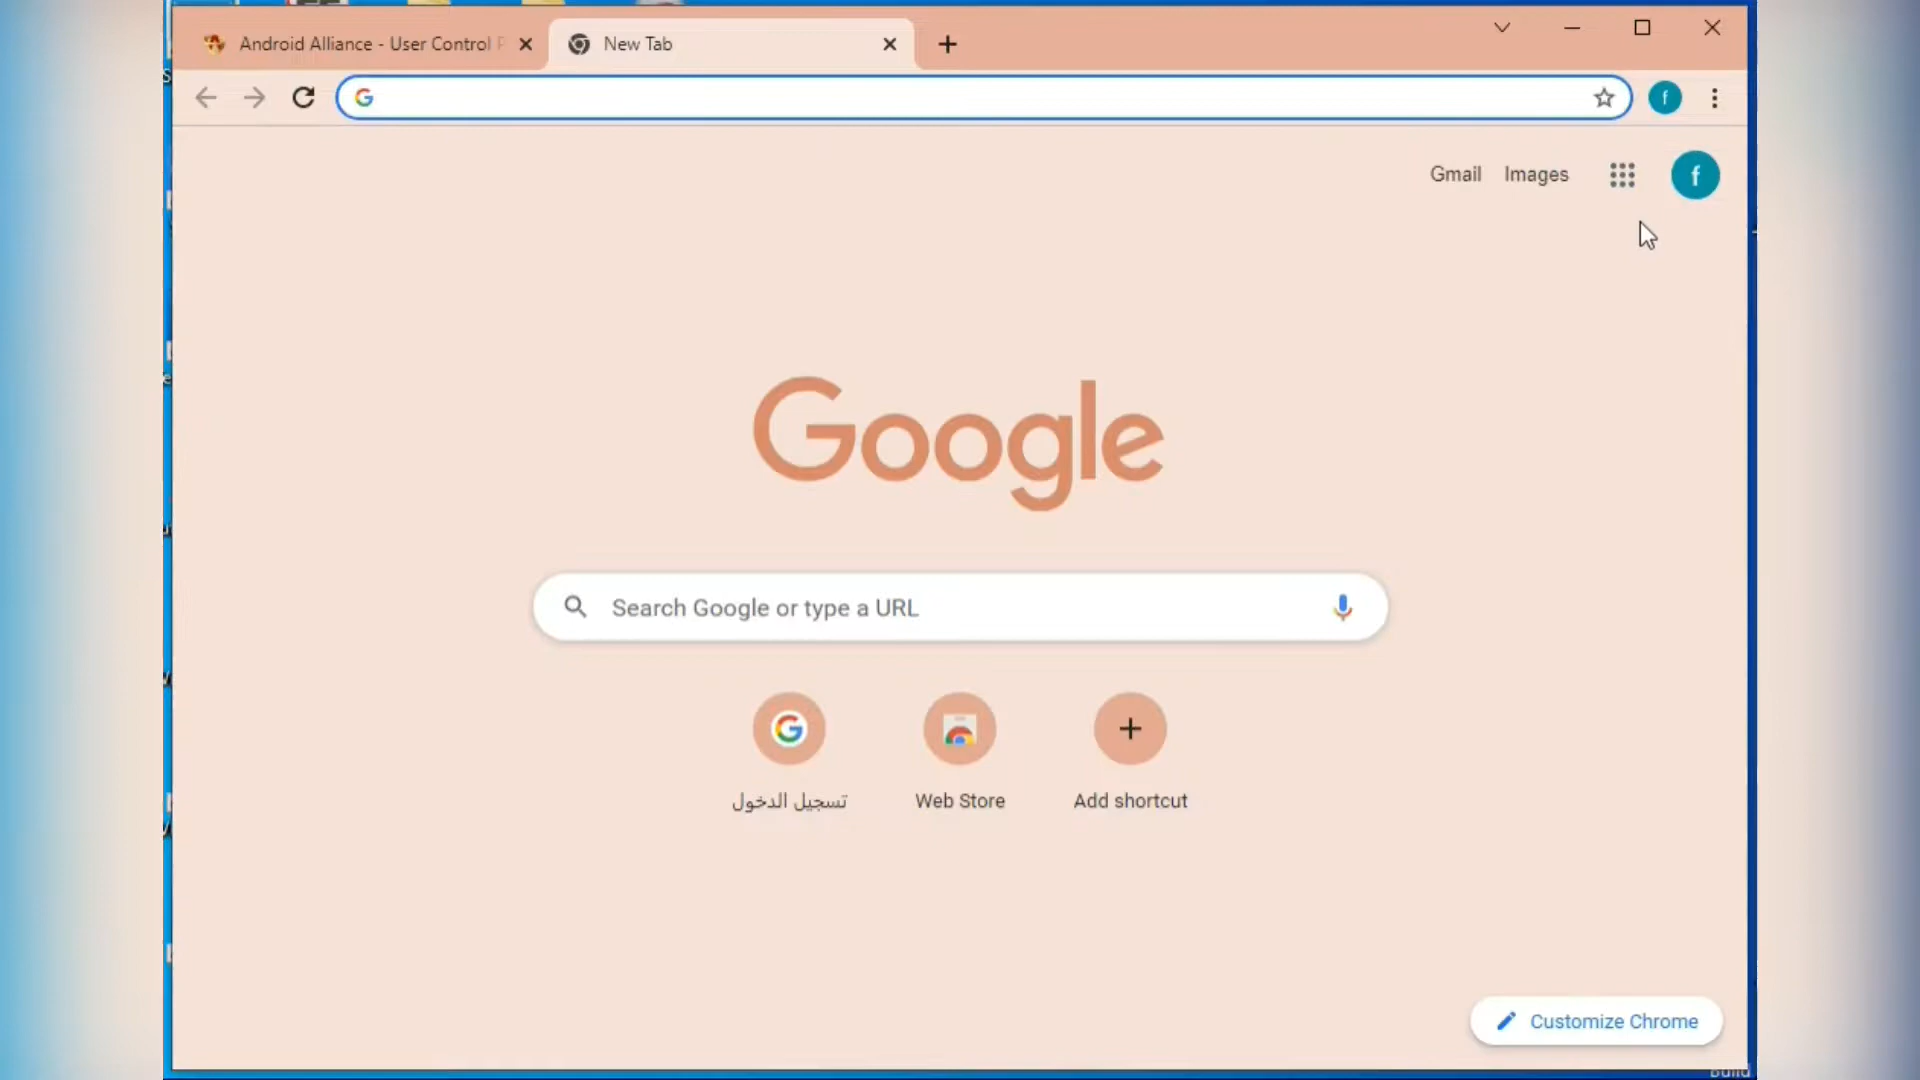 Android Alliance - User Control P
New Tab
f
Gmail Images
f
Google
Search Google or type a URL
تسجيل الدخول
Web Store
Add shortcut
Customize Chrome
Build